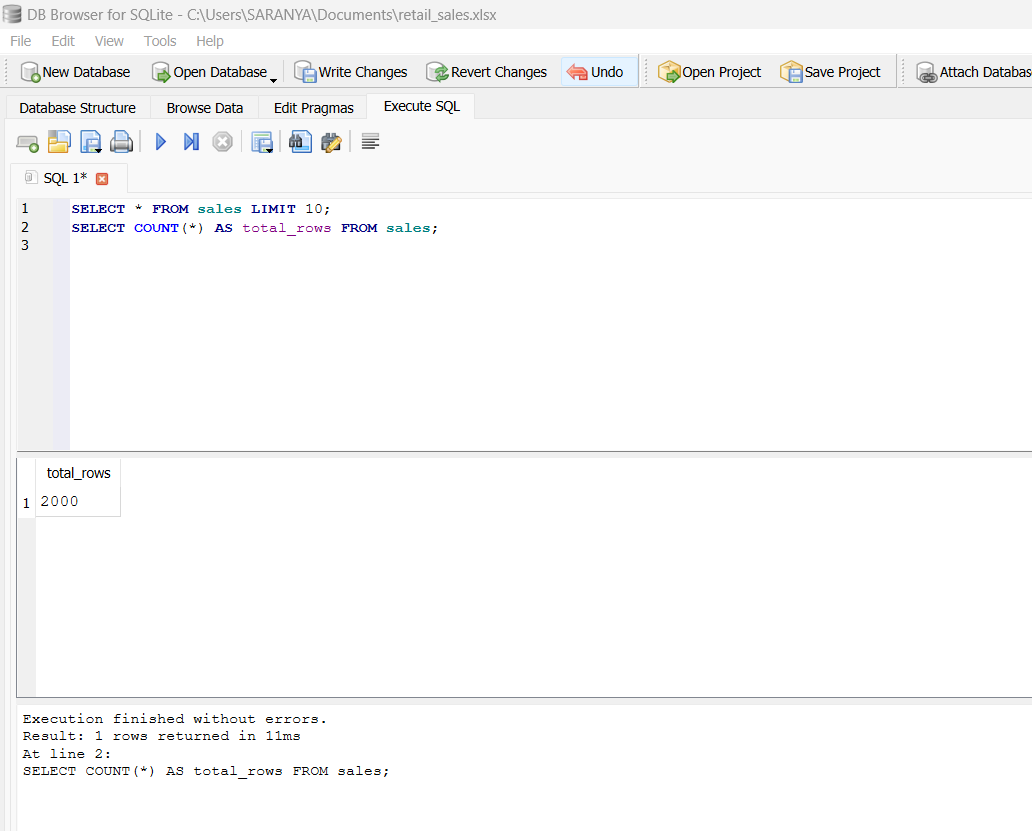 DB Browser for SQLite - C:\Users\SARANYA\Documents\retail_sales.xlsx
File Edit View Tools Help
New Database Open Database Write Changes Revert Changes Undo Open Project Save Project Attach Databas
Database Structure Browse Data Edit Pragmas Execute SQL
SQL 1*
1 SELECT * FROM sales LIMIT 10;
2 SELECT COUNT(*) AS total_rows FROM sales;
3
total_rows
1 2000
Execution finished without errors.
Result: 1 rows returned in 11ms
At line 2:
SELECT COUNT(*) AS total_rows FROM sales;